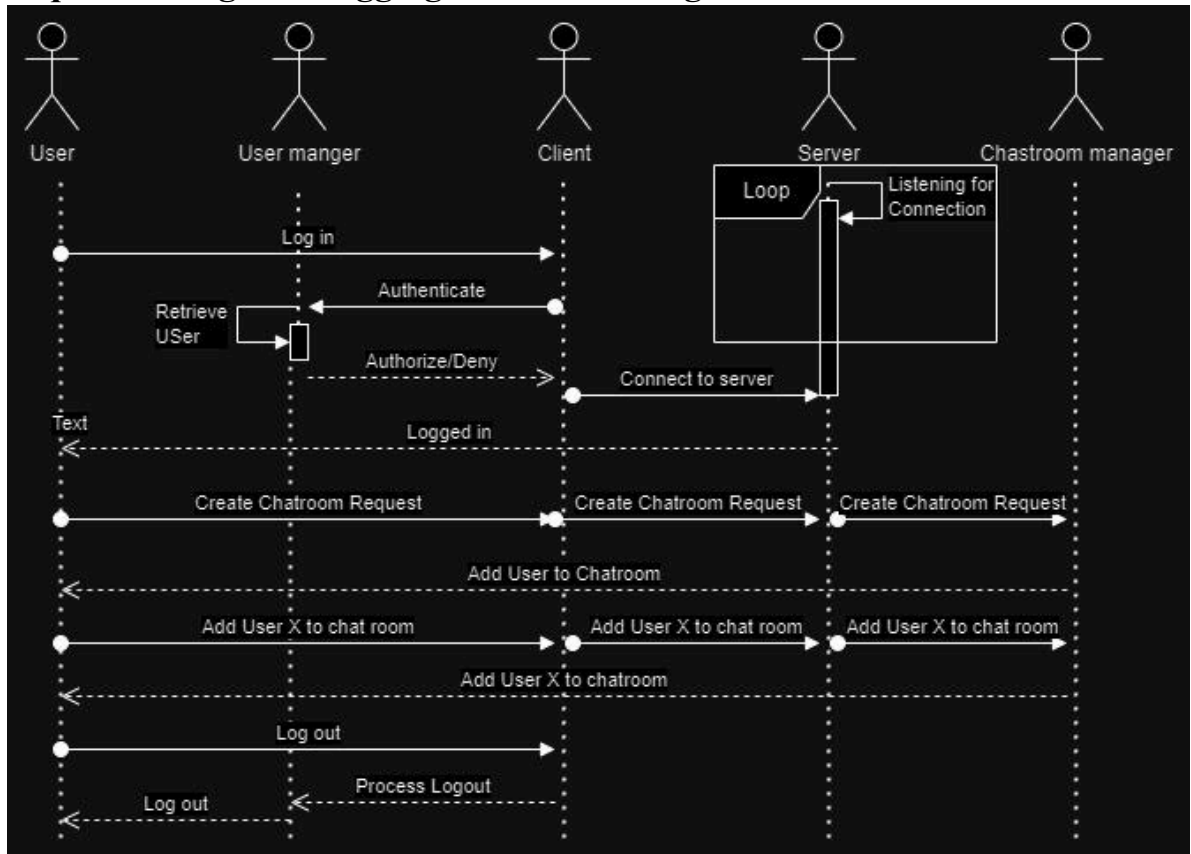 User
User manger
Client
Server
Chastroom manager
Loop
Listening for
Connection
Log in
Authenticate
Retrieve
USer
Authorize/Deny
Connect to server
Text
Logged in
Create Chatroom Request
Create Chatroom Request
Create Chatroom Request
Add User to Chatroom
Add User X to chat room
Add User X to chat room
Add User X to chat room
Add User X to chatroom
Log out
Process Logout
Log out